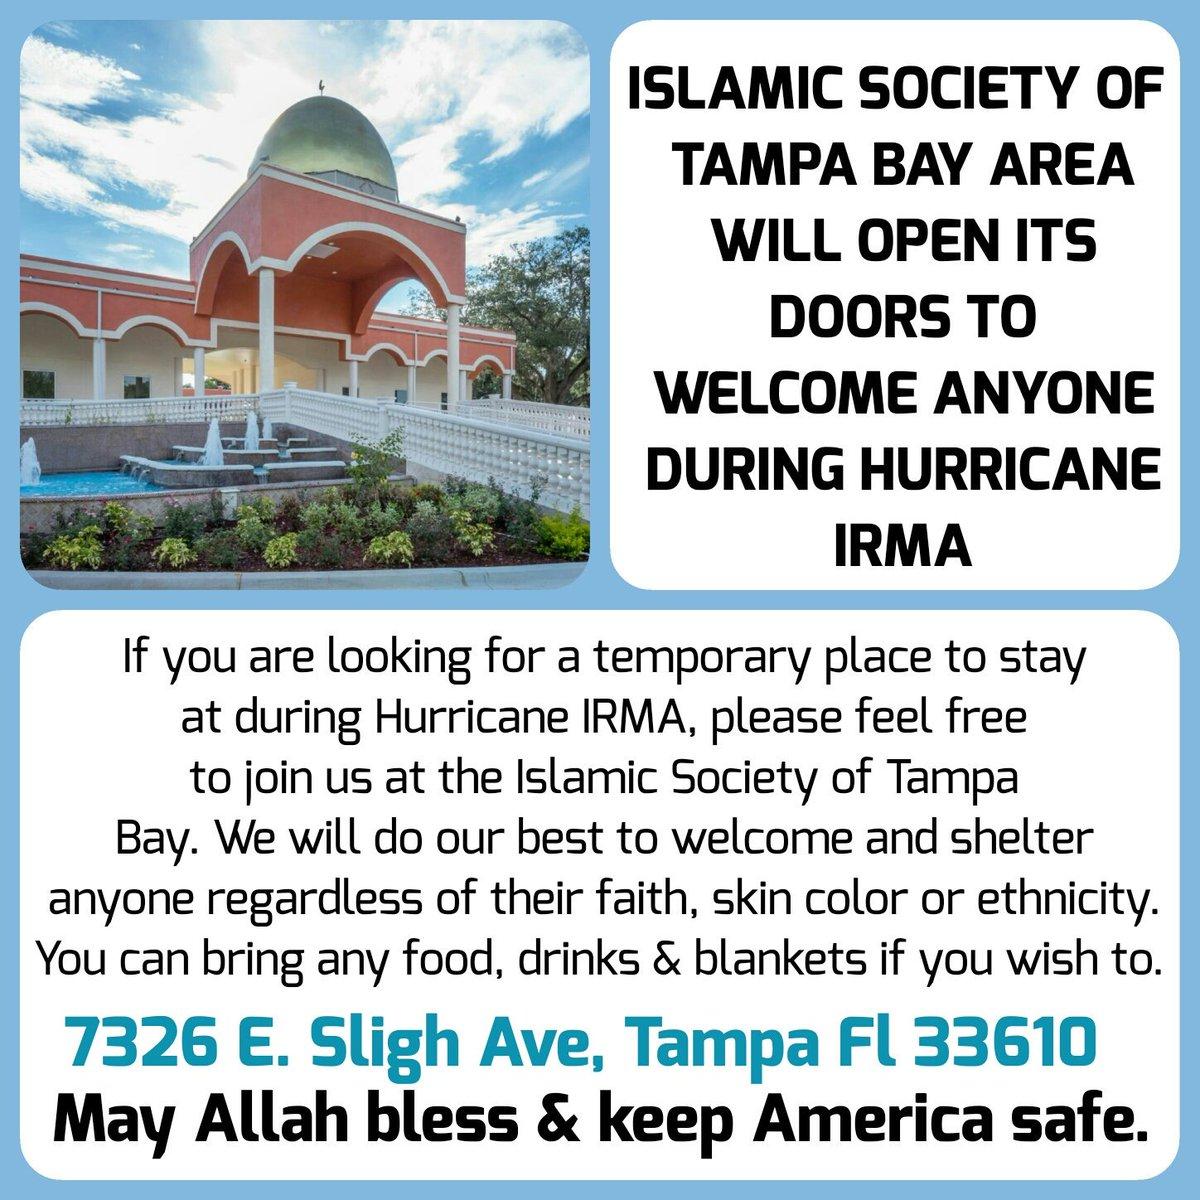 ISLAMIC SOCIETY OF
TAMPA BAY AREA
WILL OPEN ITS
DOORS TO
WELCOME ANYONE
DURING HURRICANE
IRMA
If you are looking for a temporary place to stay
at during Hurricane IRMA, please feel free
to join us at the Islamic Society of Tampa
Bay. We will do our best to welcome and shelter
anyone regardless of their faith, skin color or ethnicity.
You can bring any food, drinks & blankets if you wish to.
7326 E. Sligh Ave, Tampa Fl 33610
May Allah bless & keep America safe.